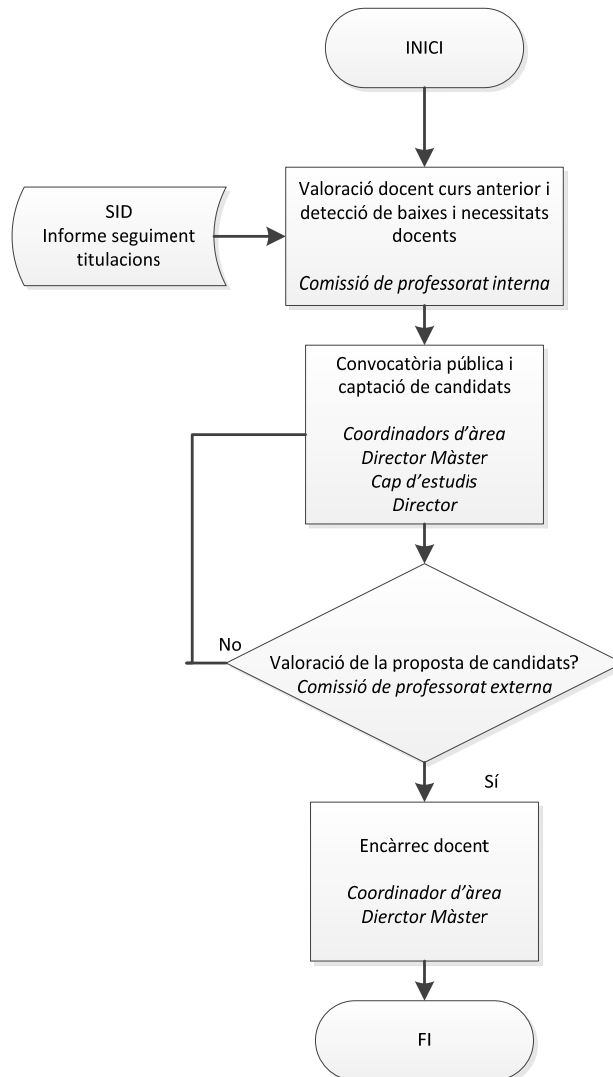 INICI
Valoració docent curs anterior i
detecció de baixes i necessitats
docents
Comissió de professorat interna
SID
Informe seguiment
titulacions
Convocatòria pública i
captació de candidats
Coordinadors d'àrea
Director Màster
Cap d'estudis
Director
No
Valoració de la proposta de candidats?
Comissió de professorat externa
Sí
Encàrrec docent
Coordinador d'àrea
Dierctor Màster
FI